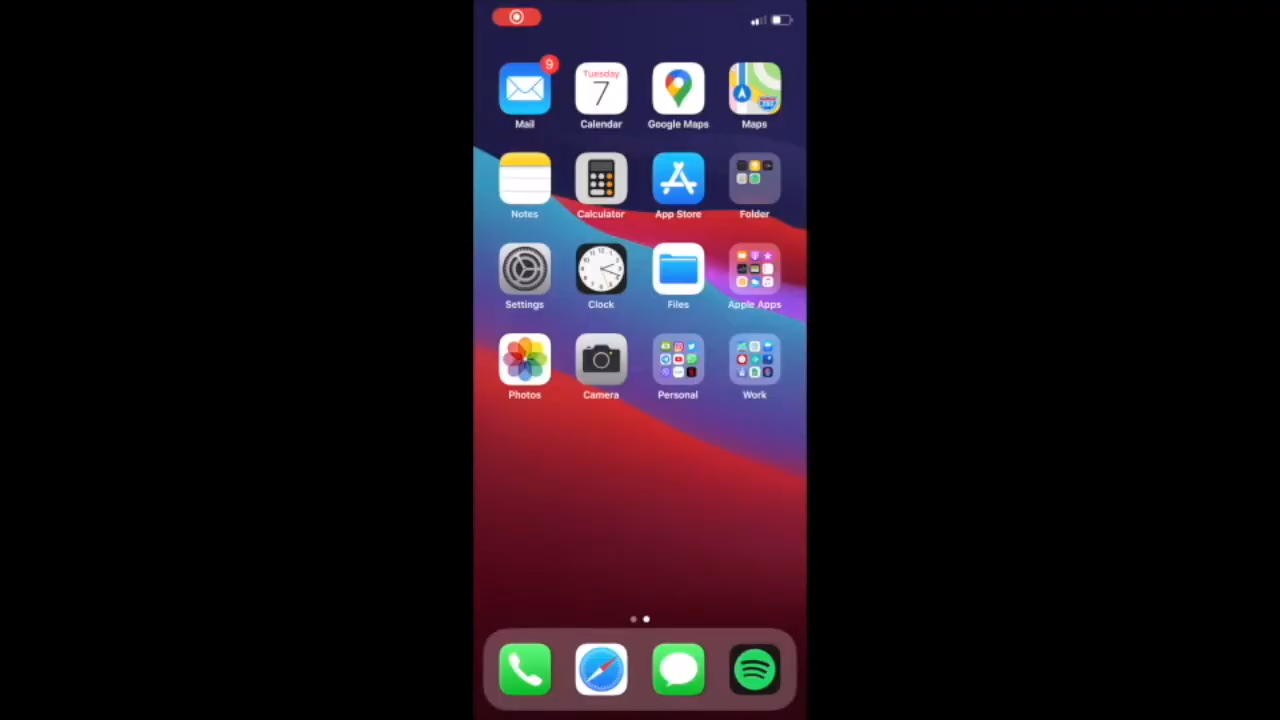 9
Tuesday
7
Mail Calendar Google Maps Maps
Notes Calculator App Store Folder
Settings Clock Files Apple Apps
Photos Camera Personal Work